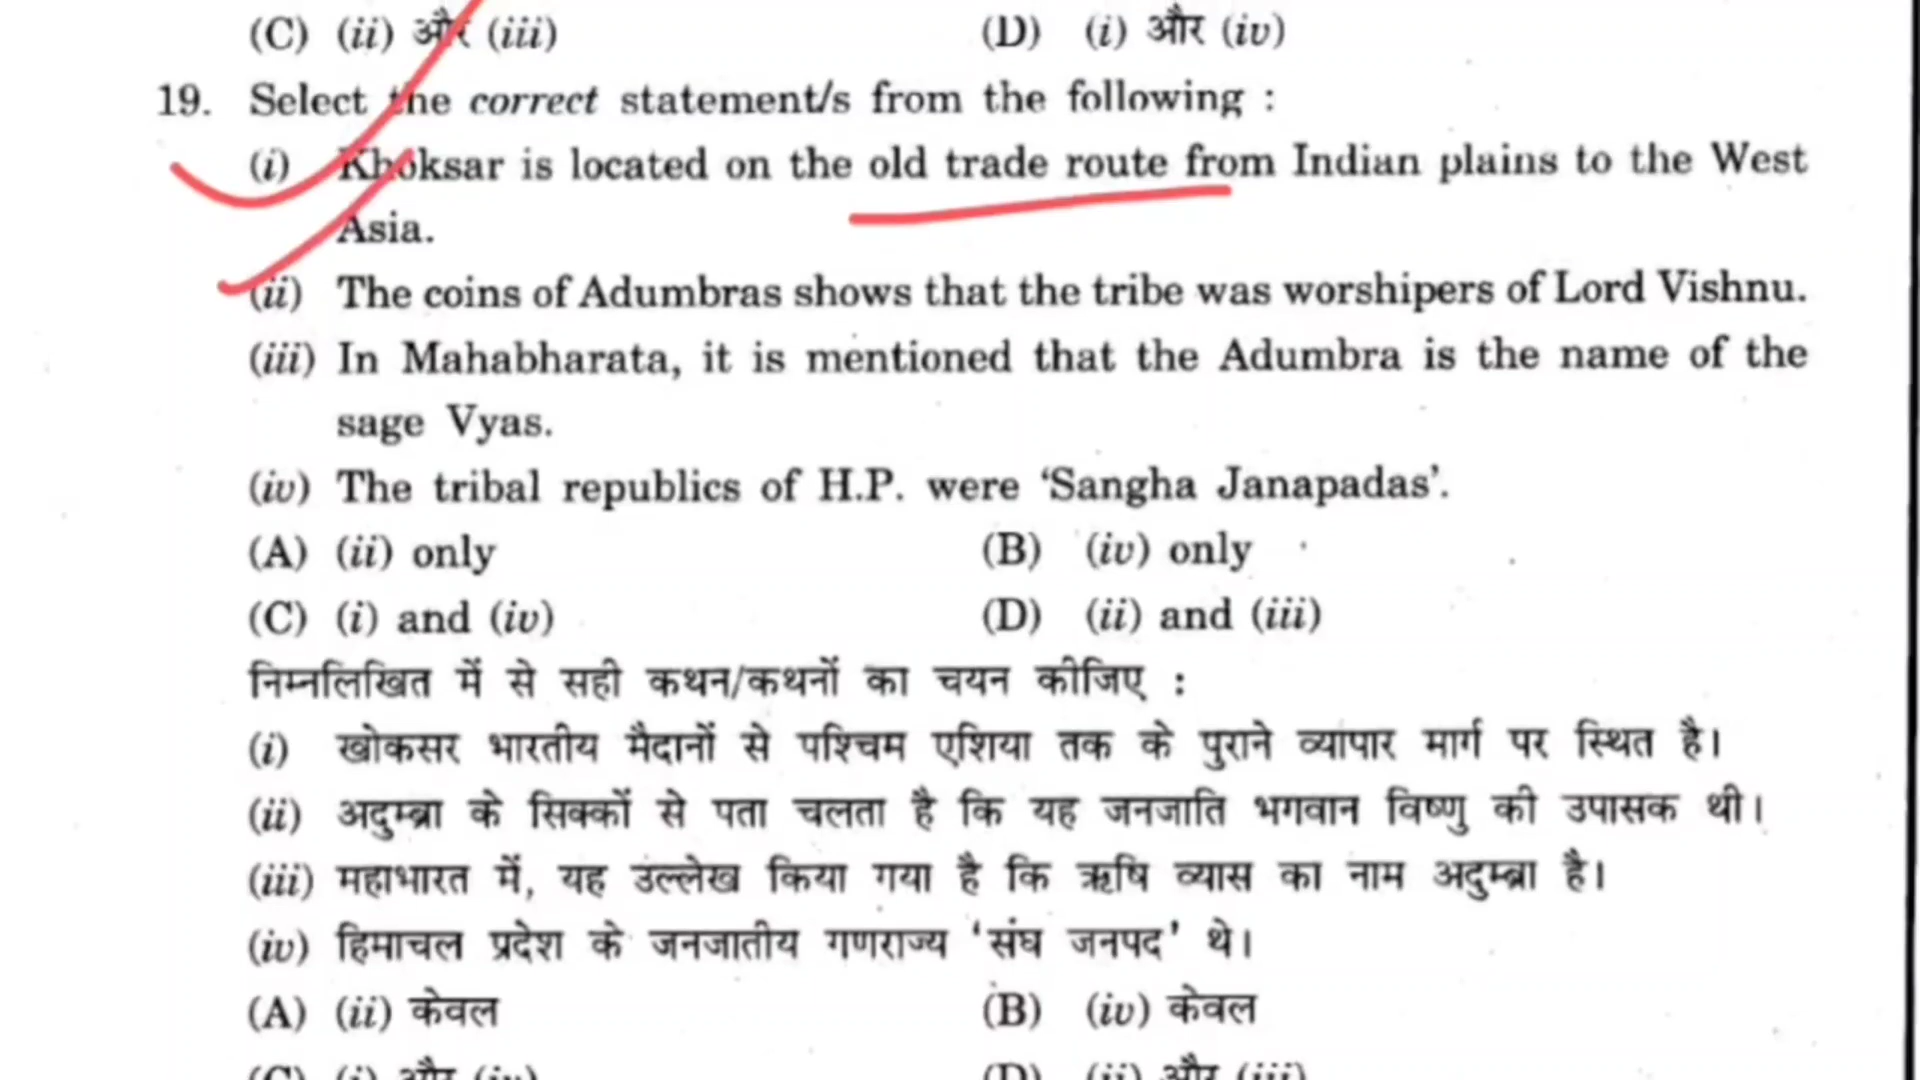 (C) (ii) और (iii) (D) (i) और (iv)
19. Select the correct statement/s from the following :
(i) Khoksar is located on the old trade route from Indian plains to the West
Asia.
(ii) The coins of Adumbras shows that the tribe was worshipers of Lord Vishnu.
(iii) In Mahabharata, it is mentioned that the Adumbra is the name of the
sage Vyas.
(iv) The tribal republics of H.P. were ‘Sangha Janapadas’.
(A) (ii) only (B) (iv) only
(C) (i) and (iv) (D) (ii) and (iii)
निम्नलिखित में से सही कथन/कथनों का चयन कीजिए :
(i) खोकसर भारतीय मैदानों से पश्चिम एशिया तक के पुराने व्यापार मार्ग पर स्थित है।
(ii) अदुम्ब्रा के सिक्कों से पता चलता है कि यह जनजाति भगवान विष्णु की उपासक थी।
(iii) महाभारत में, यह उल्लेख किया गया है कि ऋषि व्यास का नाम अदुम्ब्रा है।
(iv) हिमाचल प्रदेश के जनजातीय गणराज्य ‘संघ जनपद’ थे।
(A) (ii) केवल (B) (iv) केवल
(C) (i) और (iv) (D) (ii) और (iii)